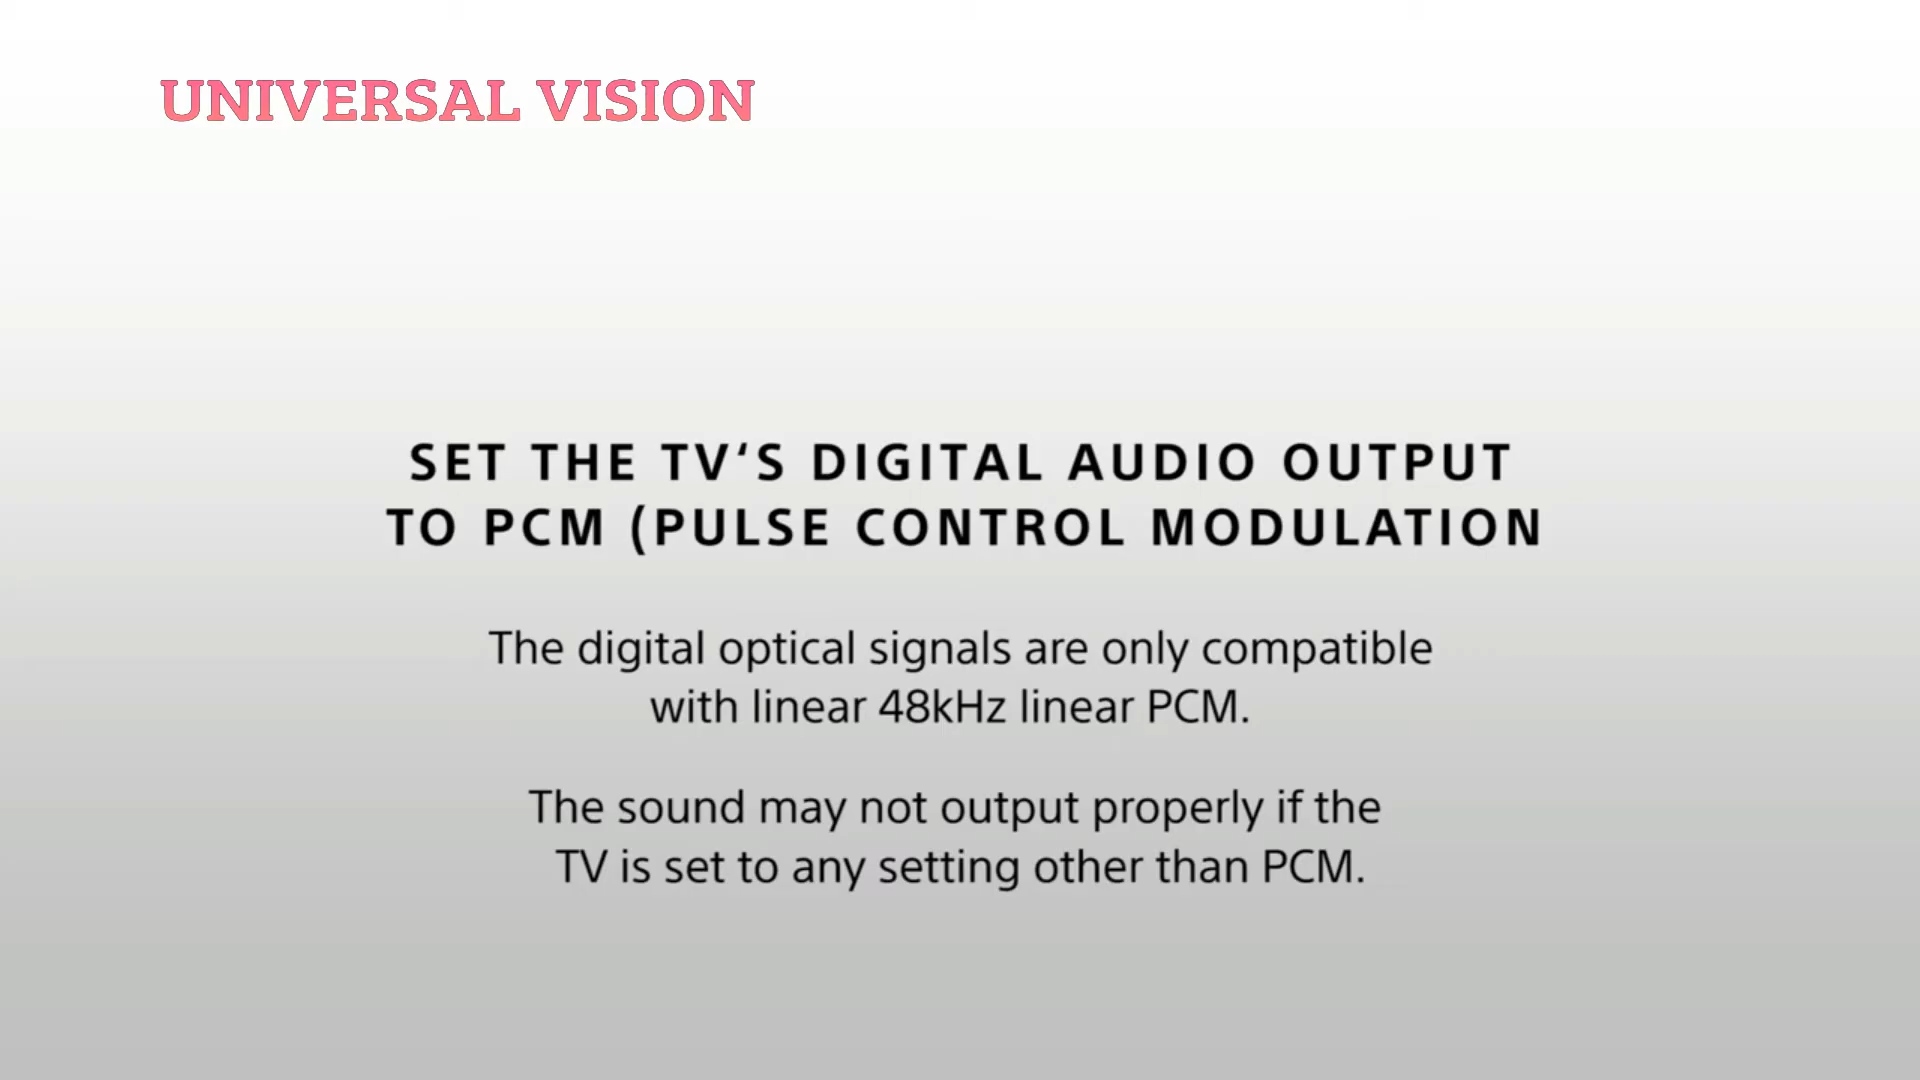 UNIVERSAL VISION
SET THE TV‘S DIGITAL AUDIO OUTPUT
TO PCM (PULSE CONTROL MODULATION
The digital optical signals are only compatible
with linear 48kHz linear PCM.
The sound may not output properly if the
TV is set to any setting other than PCM.